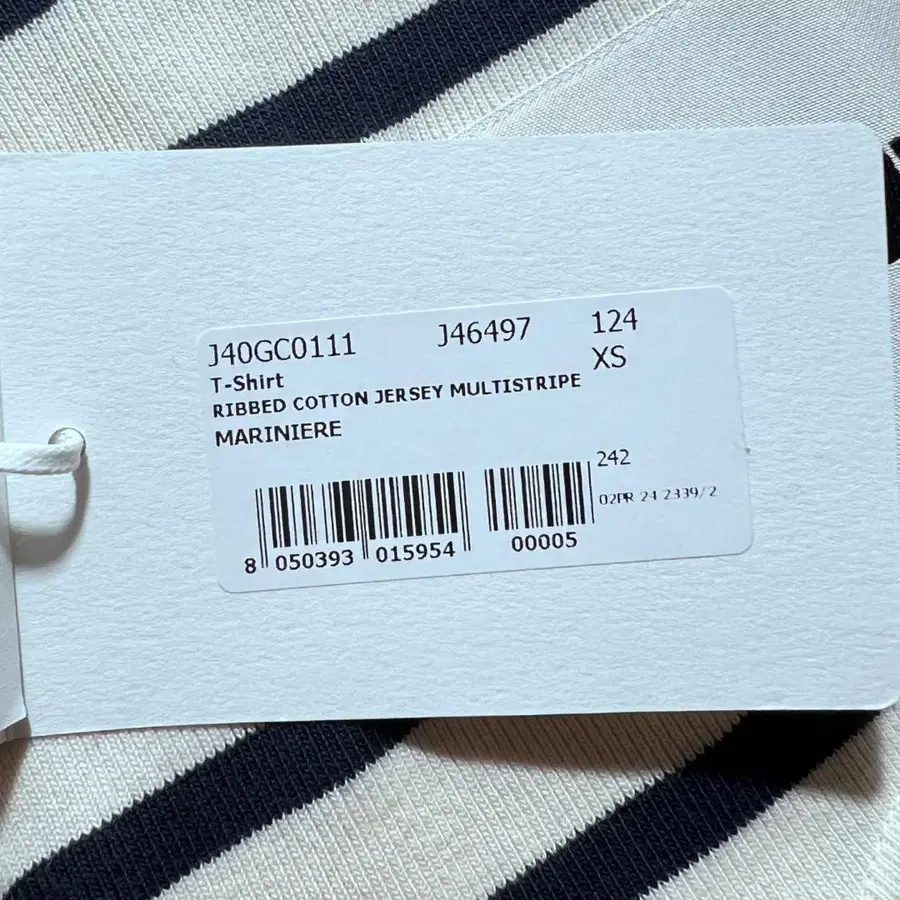 J40GC0111 J46497 124
T-Shirt XS
RIBBED COTTON JERSEY MULTISTRIPE
MARINIERE
242
02PR 24 2339/2
8 050393 015954 00005